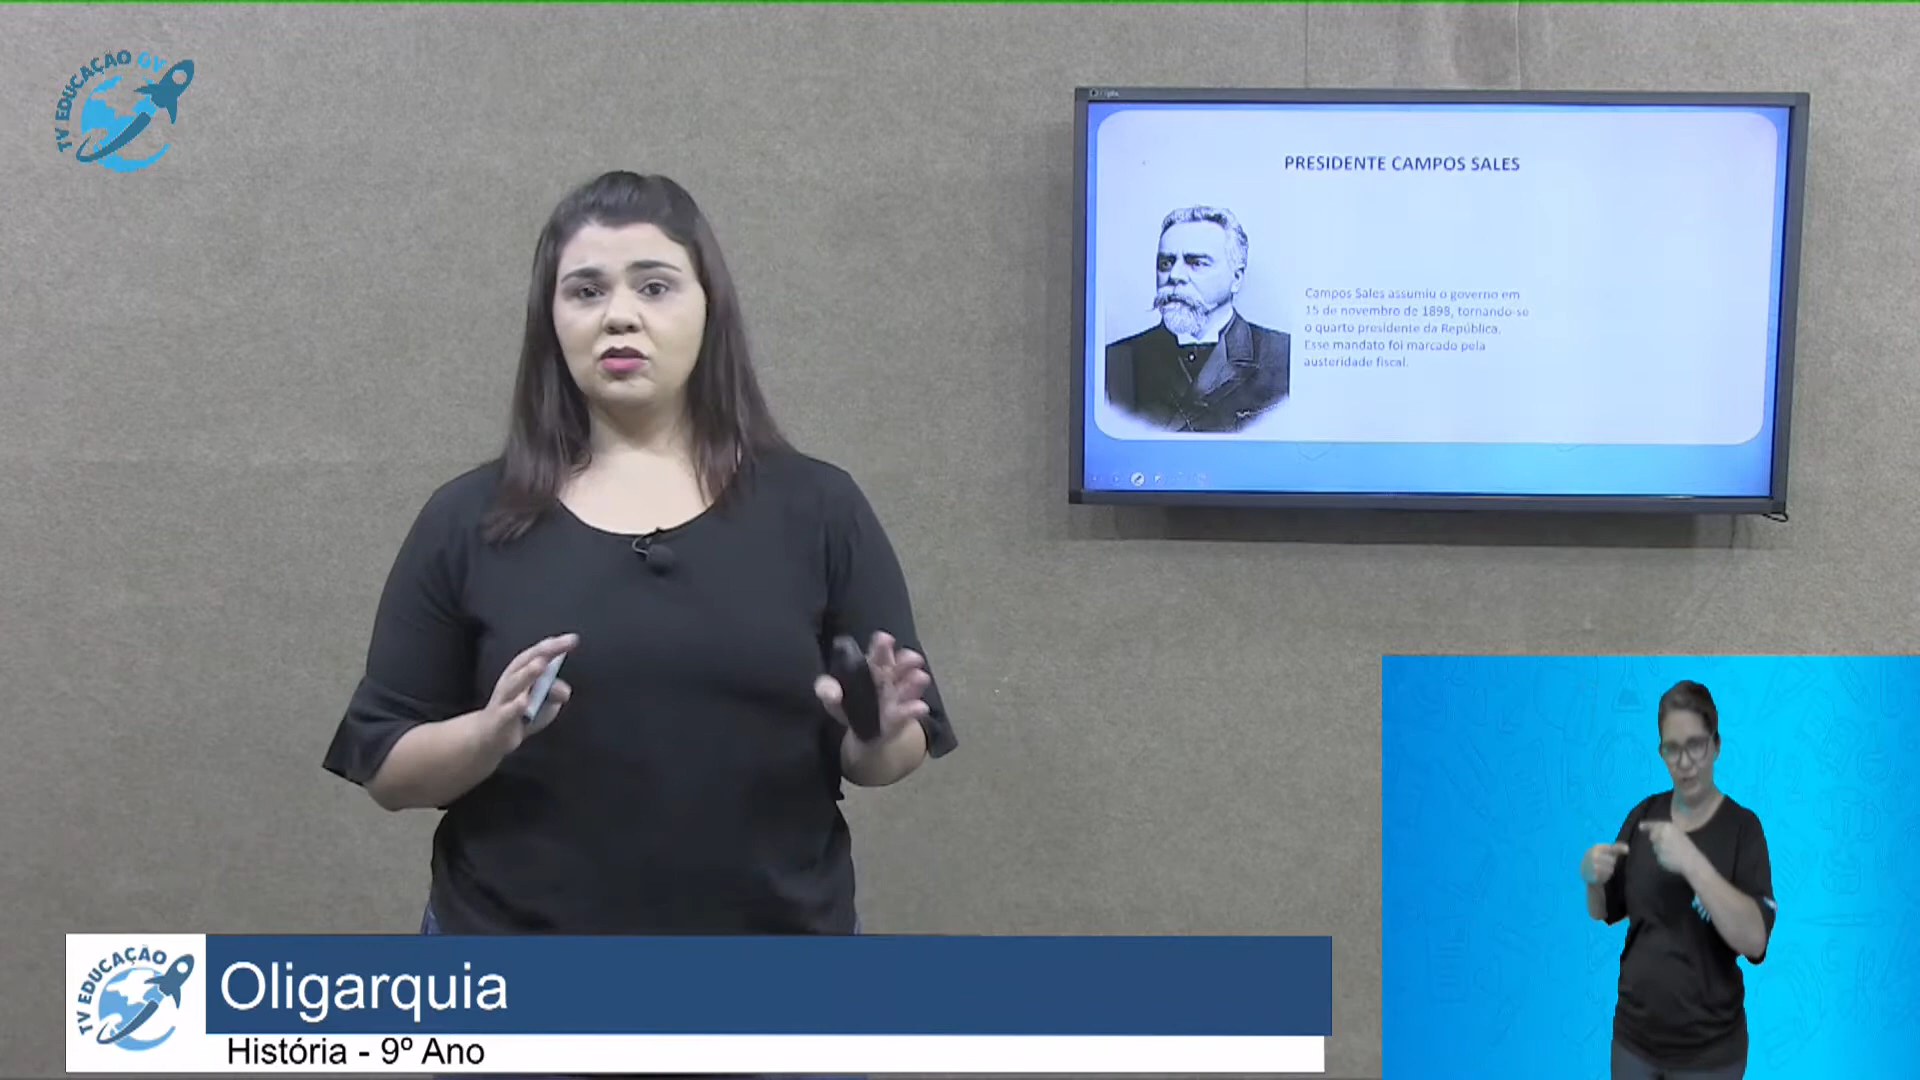 TV EDUCAÇÃO GV
PRESIDENTE CAMPOS SALES
Campos Sales assumiu o governo em
15 de novembro de 1898, tornando-se
o quarto presidente da República.
Esse mandato foi marcado pela
austeridade fiscal.
TV EDUCAÇÃO
Oligarquia
História - 9º Ano